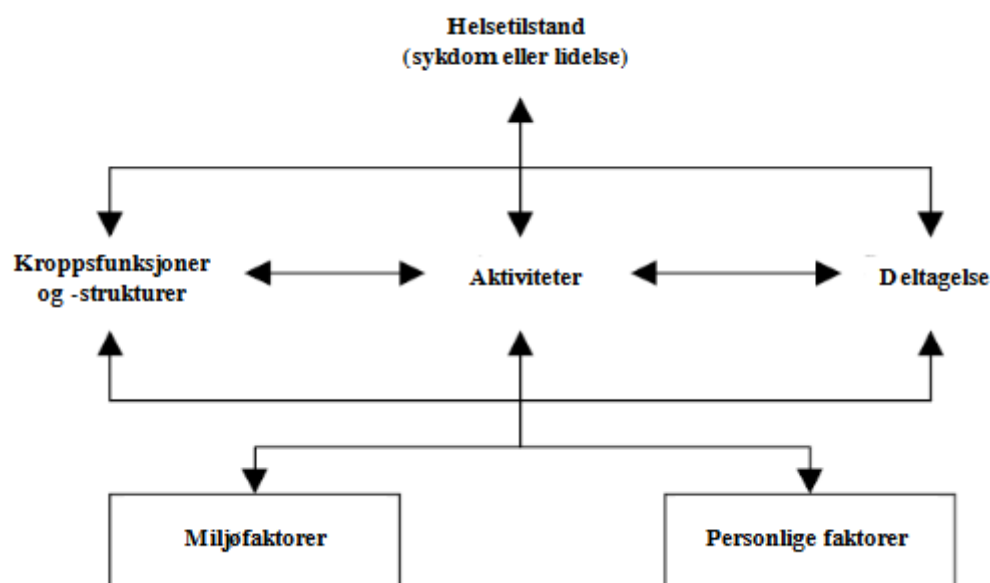 Helsetilstand
(sykdom eller lidelse)
Kroppsfunksjoner
og -strukturer
Aktiviteter
Deltagelse
Miljøfaktorer
Personlige faktorer